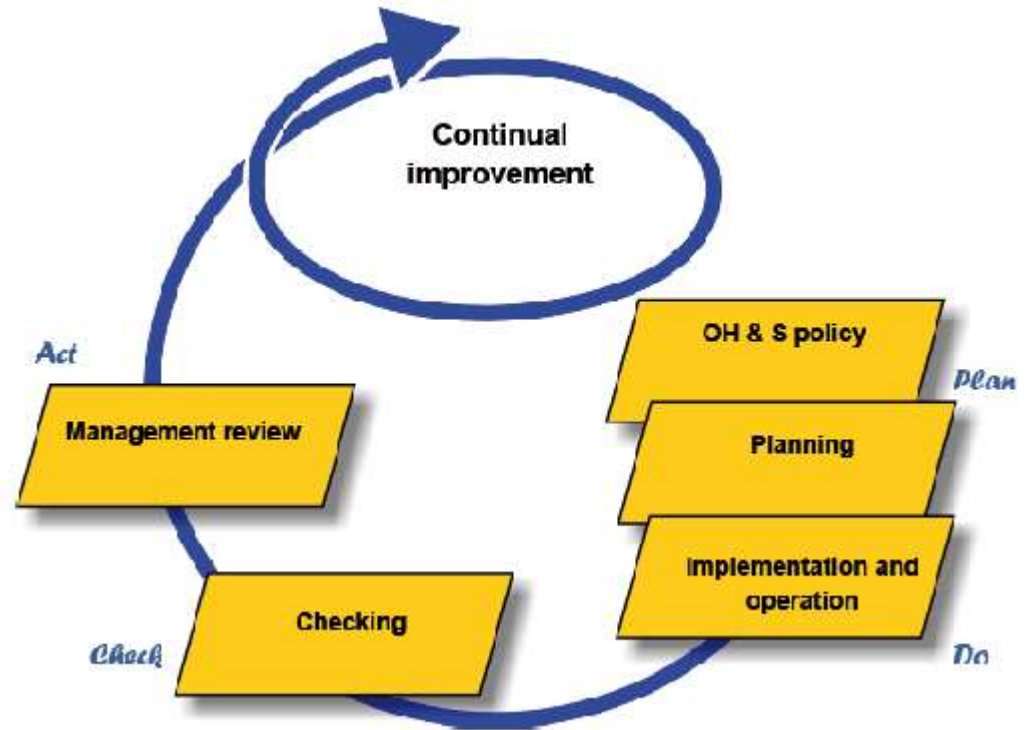 Continual
improvement
OH & S policy
Plan
Planning
Implementation and
operation
Do
Checking
Check
Management review
Act